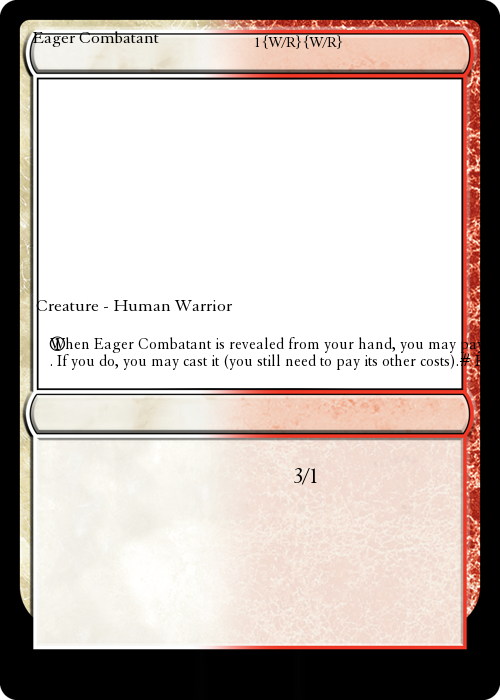 Eager Combatant
1{W/R}{W/R}
Creature - Human Warrior
When Eager Combatant is revealed from your hand, you may pay
. If you do, you may cast it (you still need to pay its other costs).#
3/1